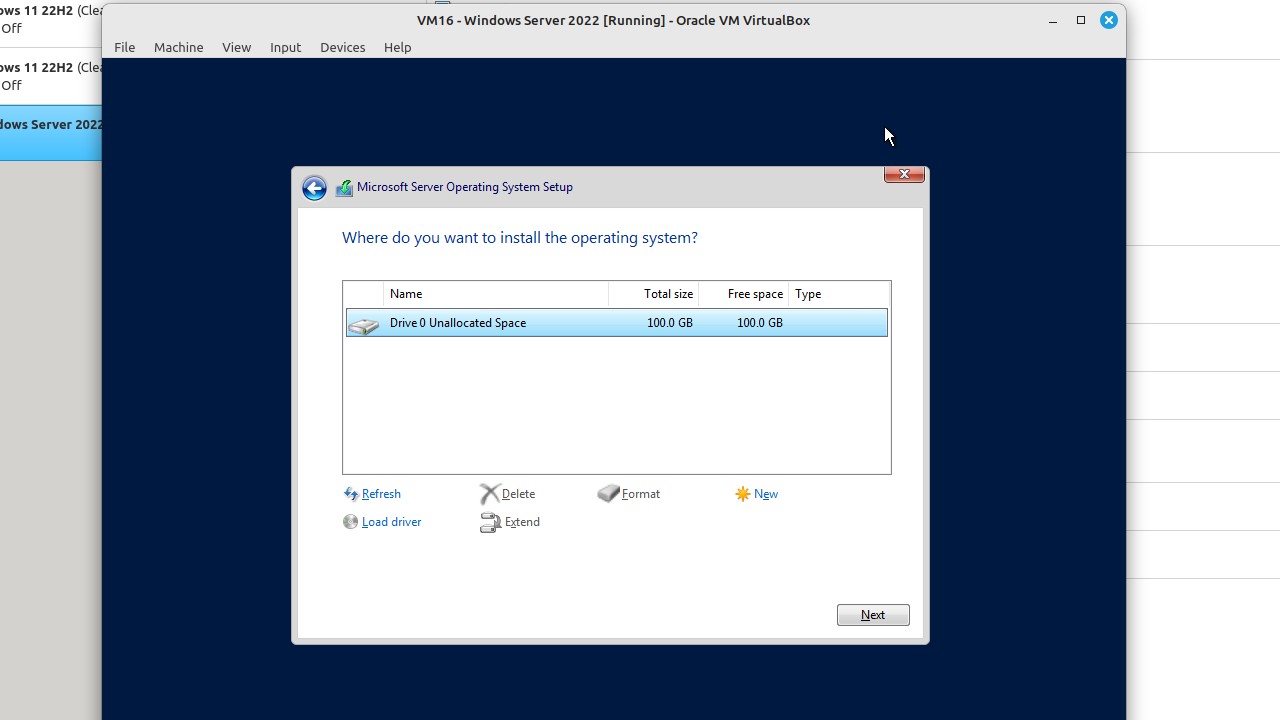 VM16 - Windows Server 2022 [Running] - Oracle VM VirtualBox
File Machine View Input Devices Help
ows 11 22H2 (Clea
Off
ows 11 22H2 (Clea
Off
dows Server 2022
Microsoft Server Operating System Setup
Where do you want to install the operating system?
Name Total size Free space Type
Drive 0 Unallocated Space 100.0 GB 100.0 GB
Refresh Delete Format New
Load driver Extend
Next